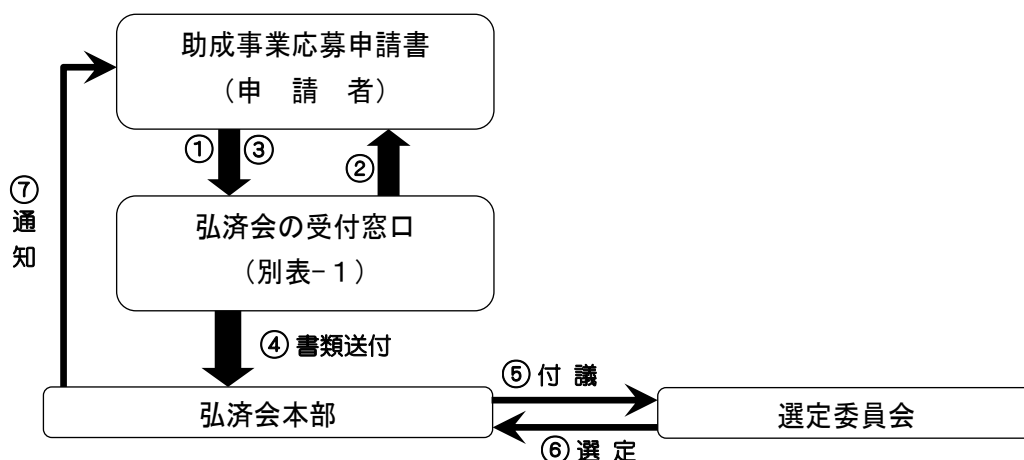 助成事業応募申請書
（申　請　者）
① ③
②
⑦
通
知
弘済会の受付窓口
（別表-１）
④ 書類送付
⑤ 付 議
弘済会本部
選定委員会
⑥ 選 定